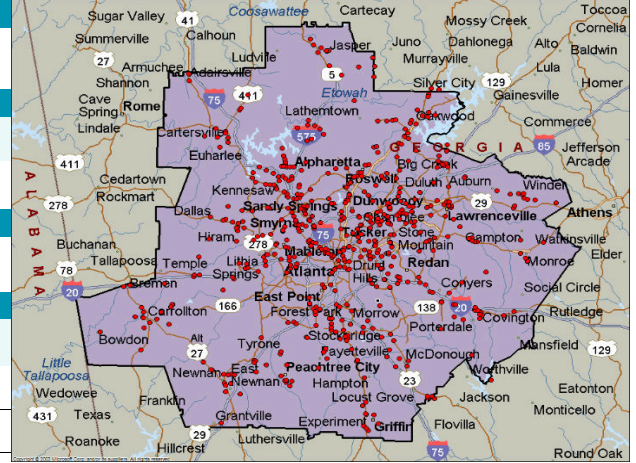 Coosawattee
Cartecay
Toccoa
Sugar Valley
41
Mossy Creek
Cornelia
Summerville
Calhoun
Jasper
Juno
Dahlonega
Alto
Baldwin
27
Ludville
Murrayville
Lula
Armuchee
Adairsville
5
Silver City
129
Homer
Shannon
Gainesville
Cave
Spring
Rome
75
411
Etowah
Lathemtown
Oakwood
Commerce
Lindale
Cartersville
575
GEORGIA
85
Jefferson
Euharlee
Alpharetta
Big Creek
Arcade
411
Roswell
Duluth
Auburn
Winder
Cedartown
Kennesaw
Dunwoody
29
278
Rockmart
Dallas
Sandy Springs
Chamblee
Lawrenceville
Athens
ALABAMA
Smyrna
75
Tucker
Stone
Mountain
Campton
Watkinsville
Buchanan
Hiram
278
Mableton
Elder
78
Tallapoosa
Temple
Lithia
Springs
Atlanta
Druid
Hills
Redan
Monroe
20
Bremen
Conyers
Social Circle
East Point
166
138
20
Rutledge
Carrollton
Forest Park
Morrow
Covington
Porterdale
Bowdon
Alt
27
Tyrone
Stockbridge
Mansfield
Fayetteville
McDonough
129
Little
Tallapoosa
Newnan
East
Newnan
Peachtree City
Worthville
Wedowee
Hampton
23
Eatonton
Franklin
Locust Grove
Jackson
431
Texas
Grantville
Experiment
Griffin
Monticello
Flovilla
Roanoke
29
Hillcrest
Luthersville
75
Round Oak